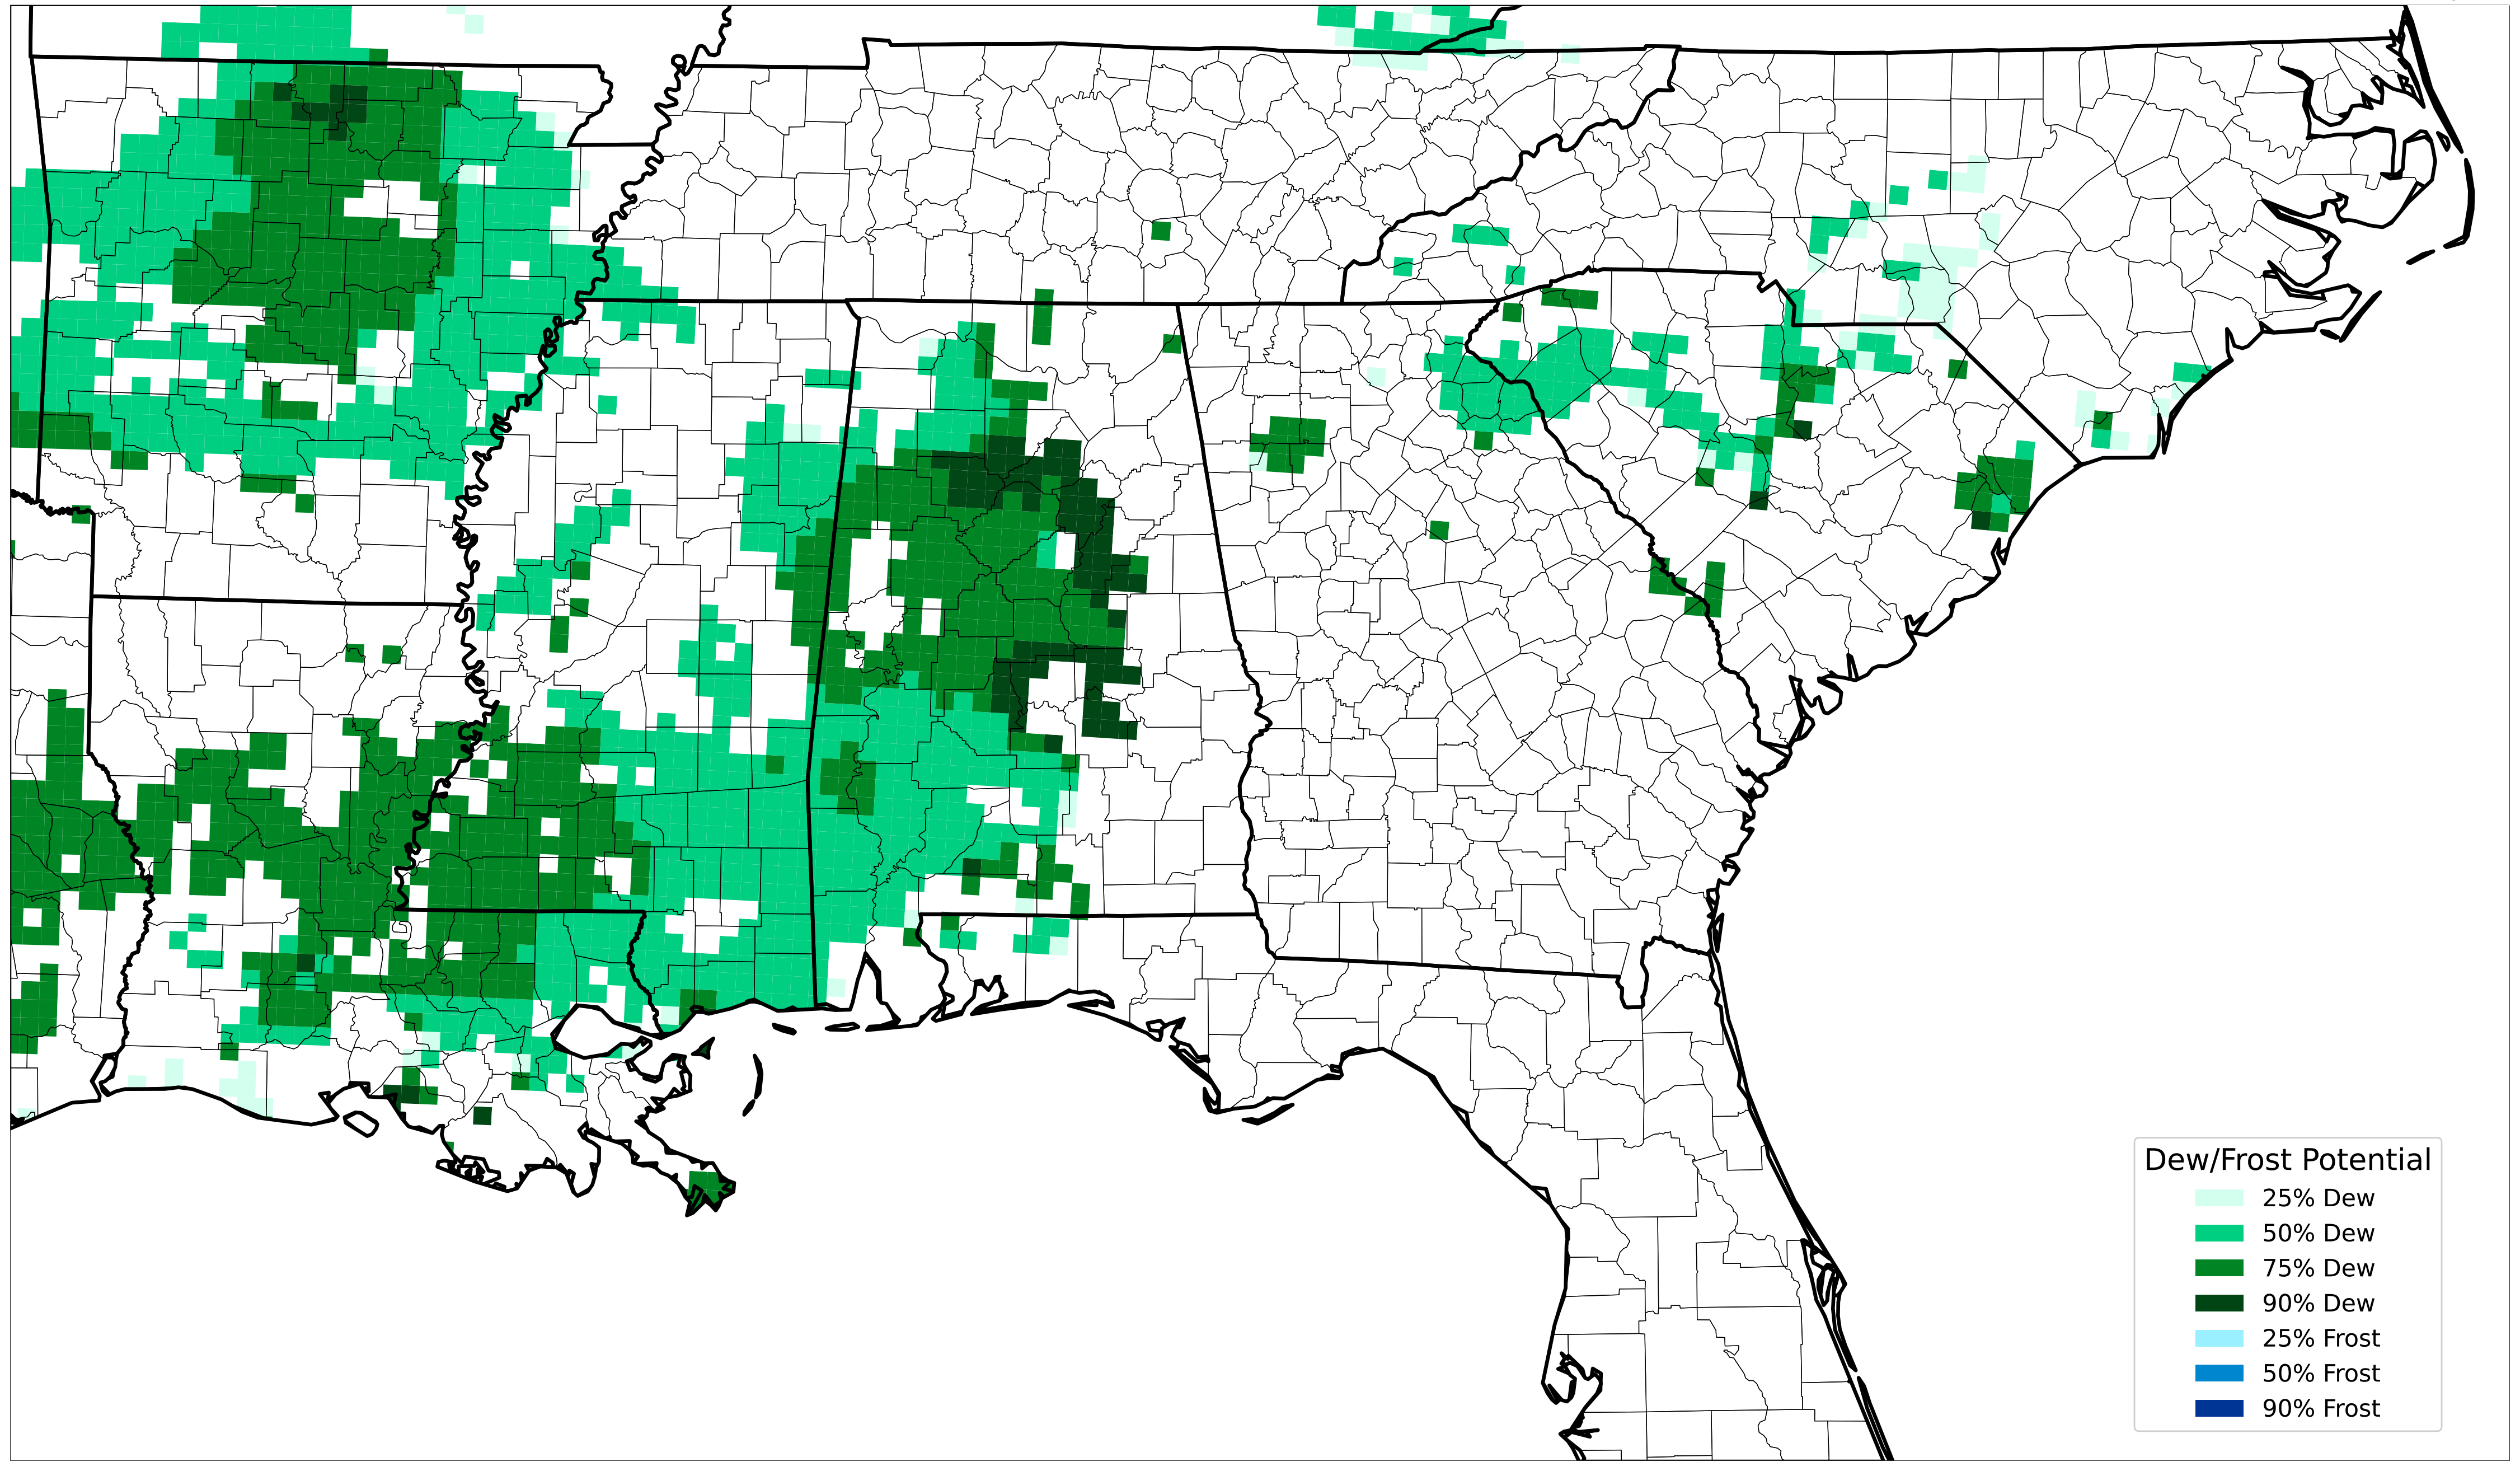 Dew/Frost Potential
25% Dew
50% Dew
75% Dew
90% Dew
25% Frost
50% Frost
90% Frost